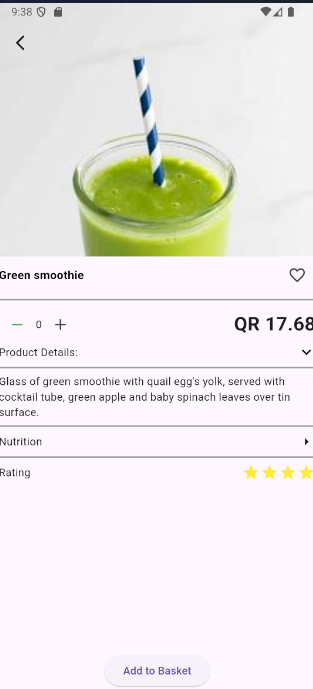 9:38
Green smoothie
0
QR 17.68
Product Details:
Glass of green smoothie with quail egg's yolk, served with
cocktail tube, green apple and baby spinach leaves over tin
surface.
Nutrition
Rating
Add to Basket